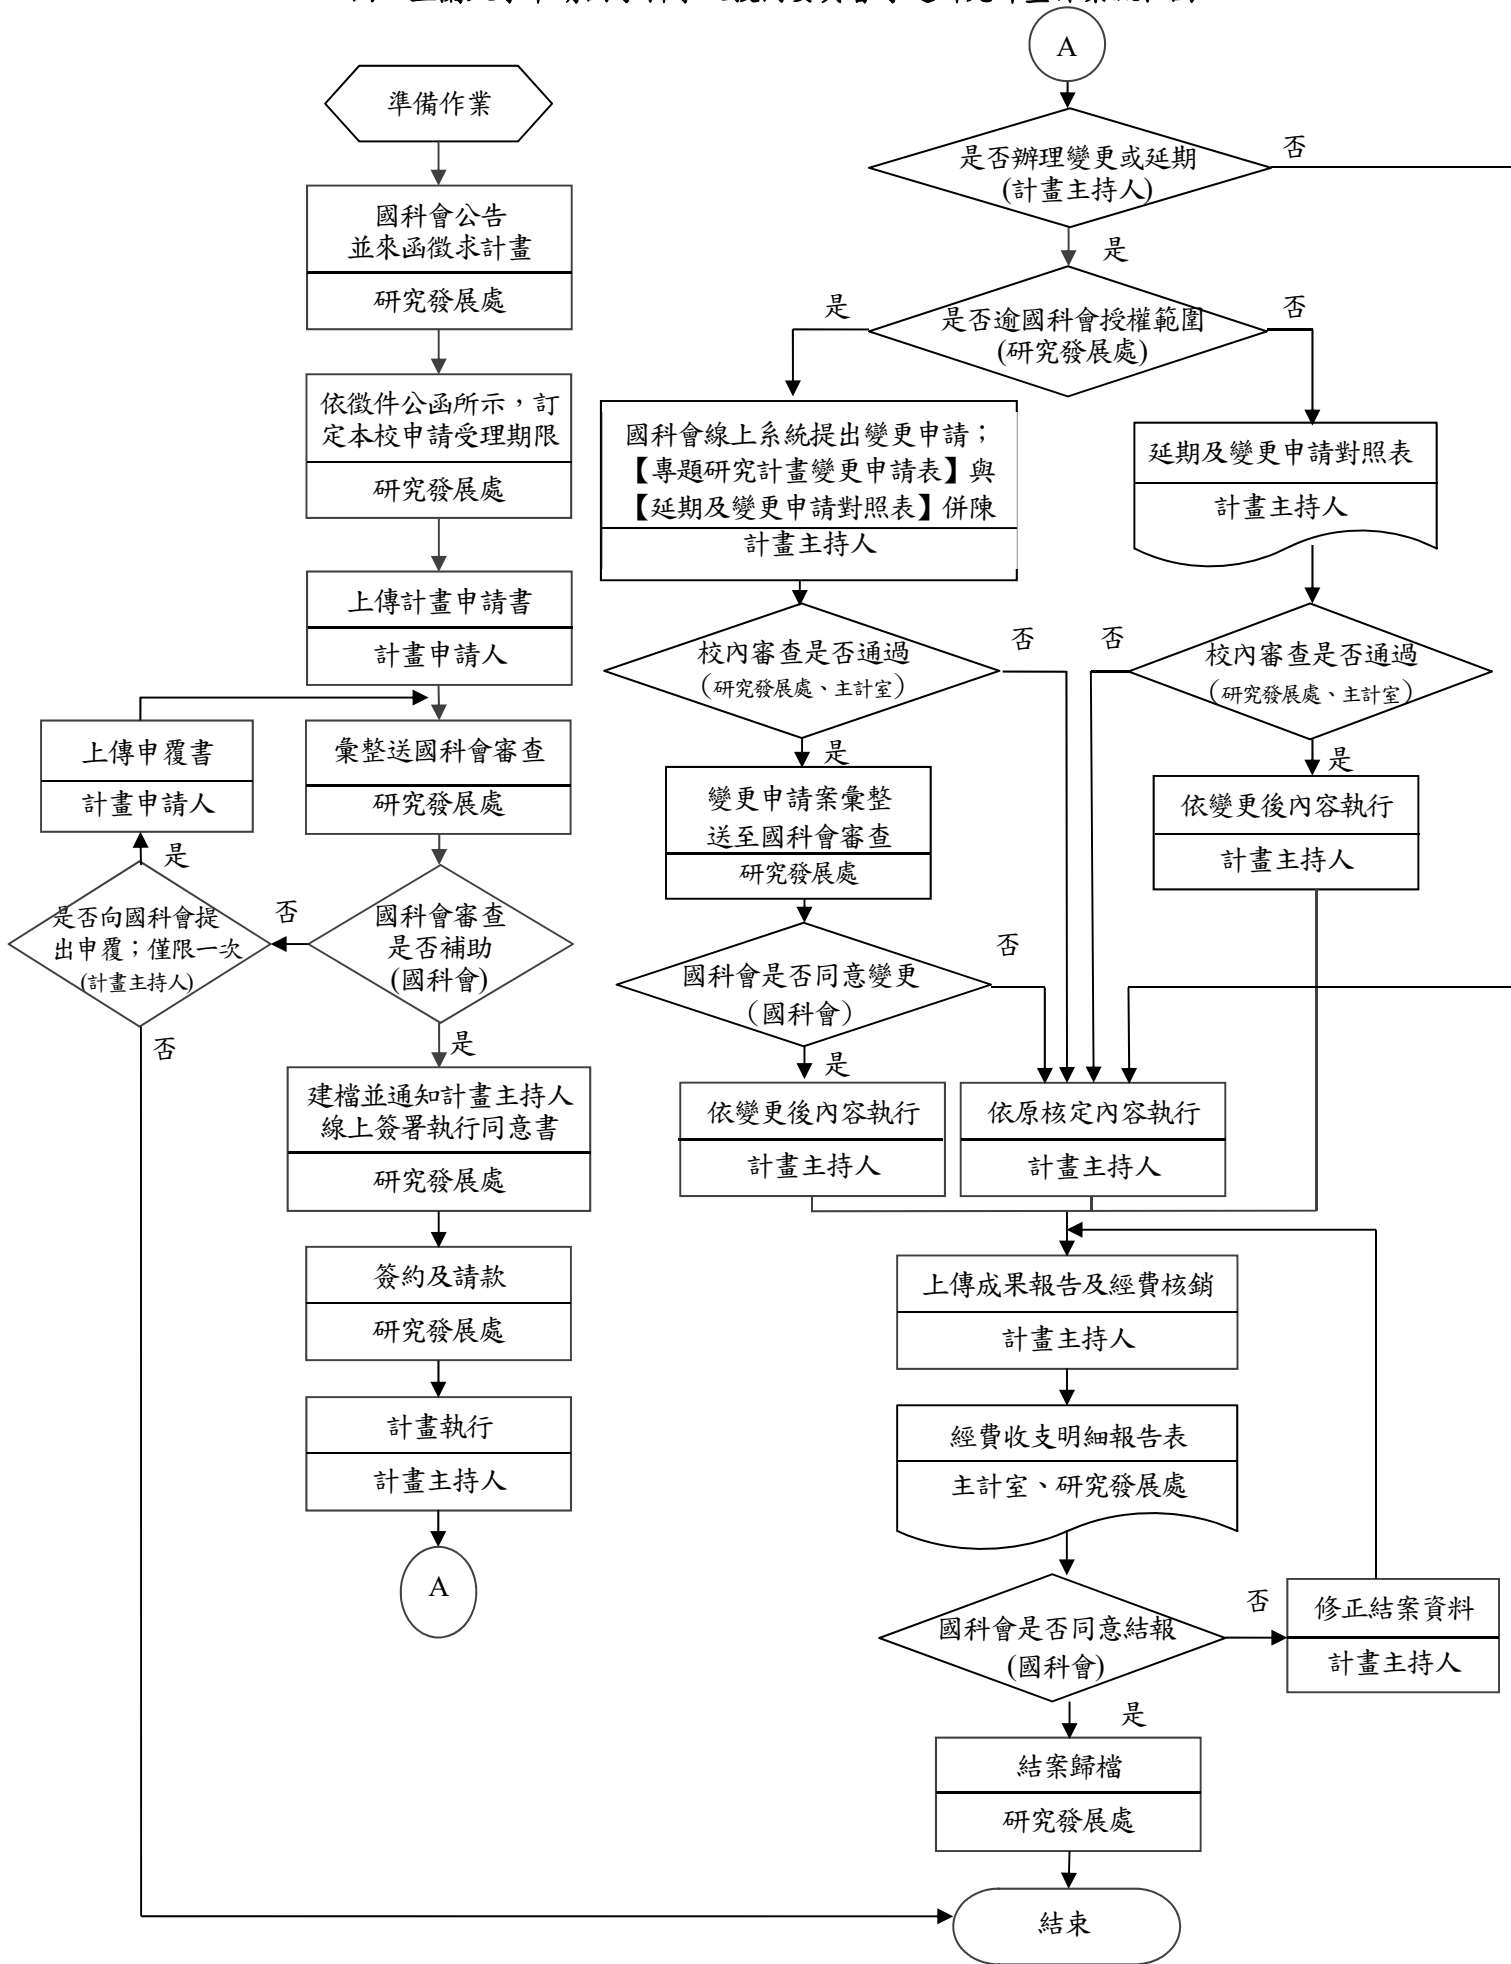 準備作業
國科會公告
並來函徵求計畫
研究發展處
依徵件公函所示，訂
定本校申請受理期限
研究發展處
上傳計畫申請書
計畫申請人
上傳申覆書
計畫申請人
彙整送國科會審查
研究發展處
是
是否向國科會提
出申覆；僅限一次
(計畫主持人)
否
國科會審查
是否補助
(國科會)
否
是
建檔並通知計畫主持人
線上簽署執行同意書
研究發展處
簽約及請款
研究發展處
計畫執行
計畫主持人
A
A
是否辦理變更或延期
(計畫主持人)
否
是
是否逾國科會授權範圍
(研究發展處)
是
否
國科會線上系統提出變更申請；
【專題研究計畫變更申請表】與
【延期及變更申請對照表】併陳
計畫主持人
延期及變更申請對照表
計畫主持人
校內審查是否通過
（研究發展處、主計室）
否
否
校內審查是否通過
（研究發展處、主計室）
是
是
變更申請案彙整
送至國科會審查
研究發展處
依變更後內容執行
計畫主持人
國科會是否同意變更
（國科會）
否
是
依變更後內容執行
計畫主持人
依原核定內容執行
計畫主持人
上傳成果報告及經費核銷
計畫主持人
經費收支明細報告表
主計室、研究發展處
國科會是否同意結報
(國科會)
否
修正結案資料
計畫主持人
是
結案歸檔
研究發展處
結束